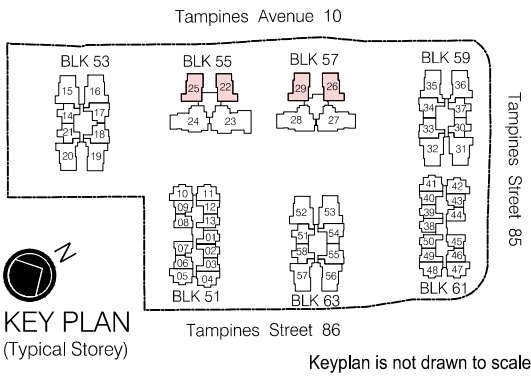 Tampines Avenue 10
BLK 53 BLK 55 BLK 57 BLK 59
15 16 25 22 29 26 35 36
14 17 24 23 28 27 34 37
21 18 33 30
20 19 32 31
Tampines Street 85
10 11 52 53 41 42
09 12 40 43
08 13 51 54 39 44
01 38
07 02 58 55 50 45
06 03 49 46
05 04 57 56 48 47
N
BLK 51 BLK 63 BLK 61
KEY PLAN
(Typical Storey)
Tampines Street 86
Keyplan is not drawn to scale